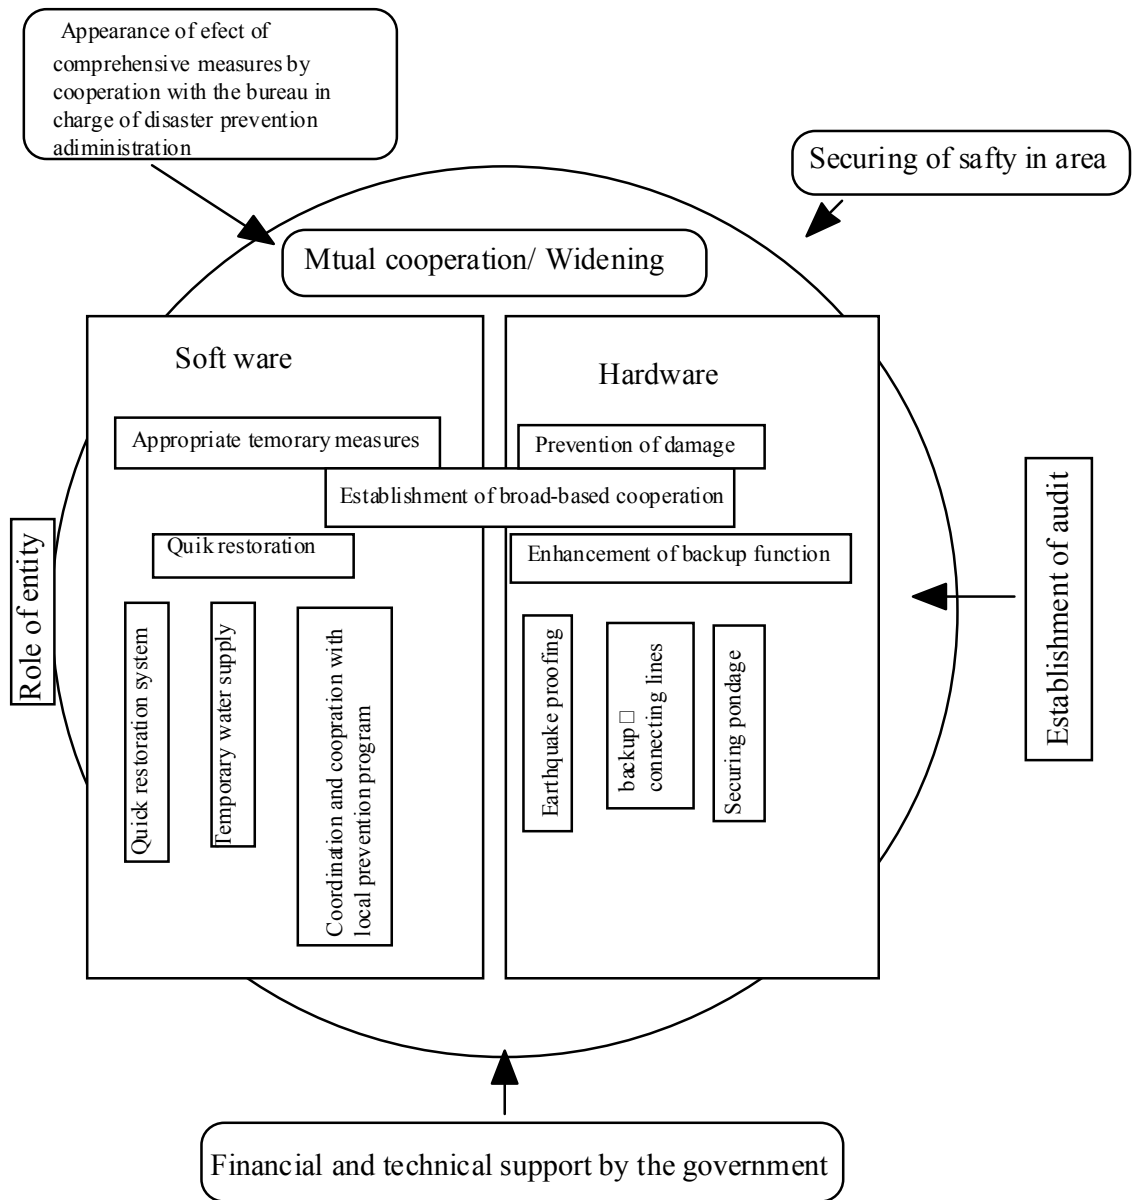 Appearance of efect of
comprehensive measures by
cooperation with the bureau in
charge of disaster prevention
adiministration
Securing of safty in area
Mtual cooperation/ Widening
Soft ware
Hardware
Appropriate temorary measures
Prevention of damage
Establishment of broad-based cooperation
Quik restoration
Enhancement of backup function
Role of entity
Quick restoration system
Temporary water supply
Coordination and coopration with
local prevention program
Earthquake proofing
backup□
connecting lines
Securing pondage
Establishment of audit
Financial and technical support by the government